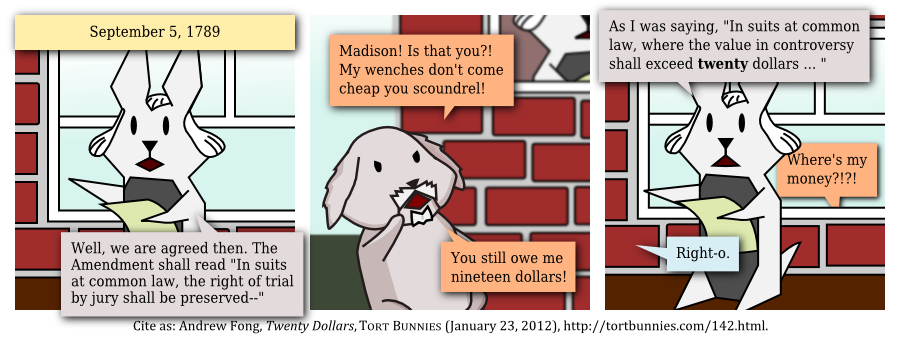 September 5, 1789
Well, we are agreed then. The
Amendment shall read "In suits
at common law, the right of trial
by jury shall be preserved--"
Madison! Is that you?!
My wenches don't come
cheap you scoundrel!
You still owe me
nineteen dollars!
As I was saying, "In suits at common
law, where the value in controversy
shall exceed twenty dollars ... "
Where's my
money?!?!
Right-o.
Cite as: Andrew Fong, Twenty Dollars, TORT BUNNIES (January 23, 2012), http://tortbunnies.com/142.html.